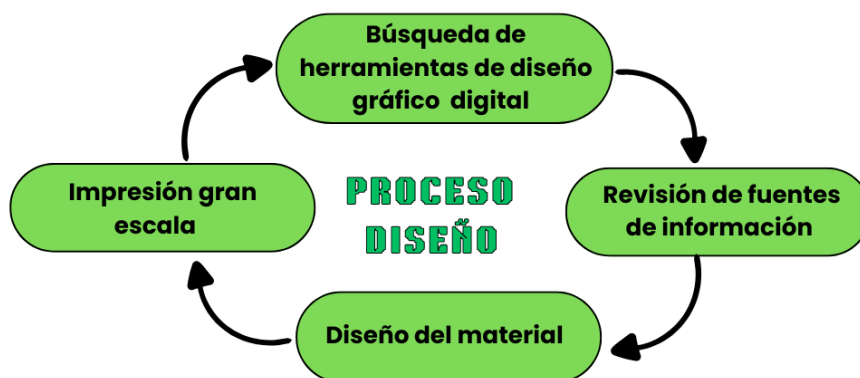 Búsqueda de
herramientas de diseño
gráfico digital
Impresión gran
escala
PROCESO
DISEÑO
Revisión de fuentes
de información
Diseño del material